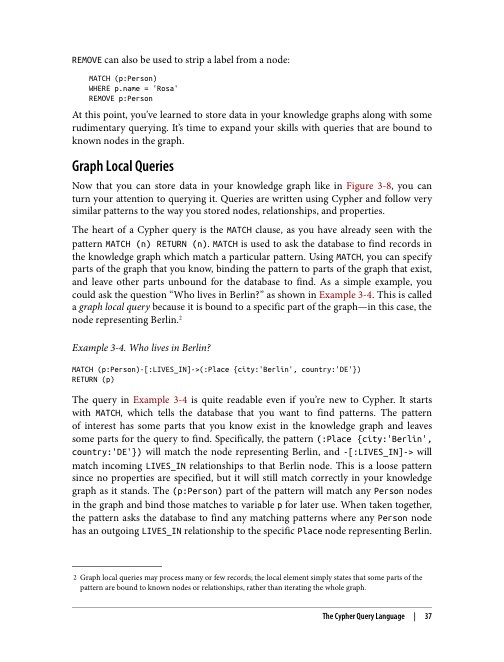 REMOVE can also be used to strip a label from a node:
MATCH (p:Person)
WHERE p.name = 'Rosa'
REMOVE p:Person
At this point, you've learned to store data in your knowledge graphs along with some
rudimentary querying. It's time to expand your skills with queries that are bound to
known nodes in the graph.
Graph Local Queries
Now that you can store data in your knowledge graph like in Figure 3-8, you can
turn your attention to querying it. Queries are written using Cypher and follow very
similar patterns to the way you stored nodes, relationships, and properties.
The heart of a Cypher query is the MATCH clause, as you have already seen with the
pattern MATCH (n) RETURN (n). MATCH is used to ask the database to find records in
the knowledge graph which match a particular pattern. Using MATCH, you can specify
parts of the graph that you know, binding the pattern to parts of the graph that exist,
and leave other parts unbound for the database to find. As a simple example, you
could ask the question “Who lives in Berlin?” as shown in Example 3-4. This is called
a graph local query because it is bound to a specific part of the graph—in this case, the
node representing Berlin.2
Example 3-4. Who lives in Berlin?
MATCH (p:Person)-[:LIVES_IN]->(:Place {city:'Berlin', country:'DE'})
RETURN (p)
The query in Example 3-4 is quite readable even if you're new to Cypher. It starts
with MATCH, which tells the database that you want to find patterns. The pattern
of interest has some parts that you know exist in the knowledge graph and leaves
some parts for the query to find. Specifically, the pattern (:Place {city:'Berlin',
country:'DE'}) will match the node representing Berlin, and -[:LIVES_IN]-> will
match incoming LIVES_IN relationships to that Berlin node. This is a loose pattern
since no properties are specified, but it will still match correctly in your knowledge
graph as it stands. The (p:Person) part of the pattern will match any Person nodes
in the graph and bind those matches to variable p for later use. When taken together,
the pattern asks the database to find any matching patterns where any Person node
has an outgoing LIVES_IN relationship to the specific Place node representing Berlin.
2 Graph local queries may process many or few records; the local element simply states that some parts of the
pattern are bound to known nodes or relationships, rather than iterating the whole graph.
The Cypher Query Language | 37